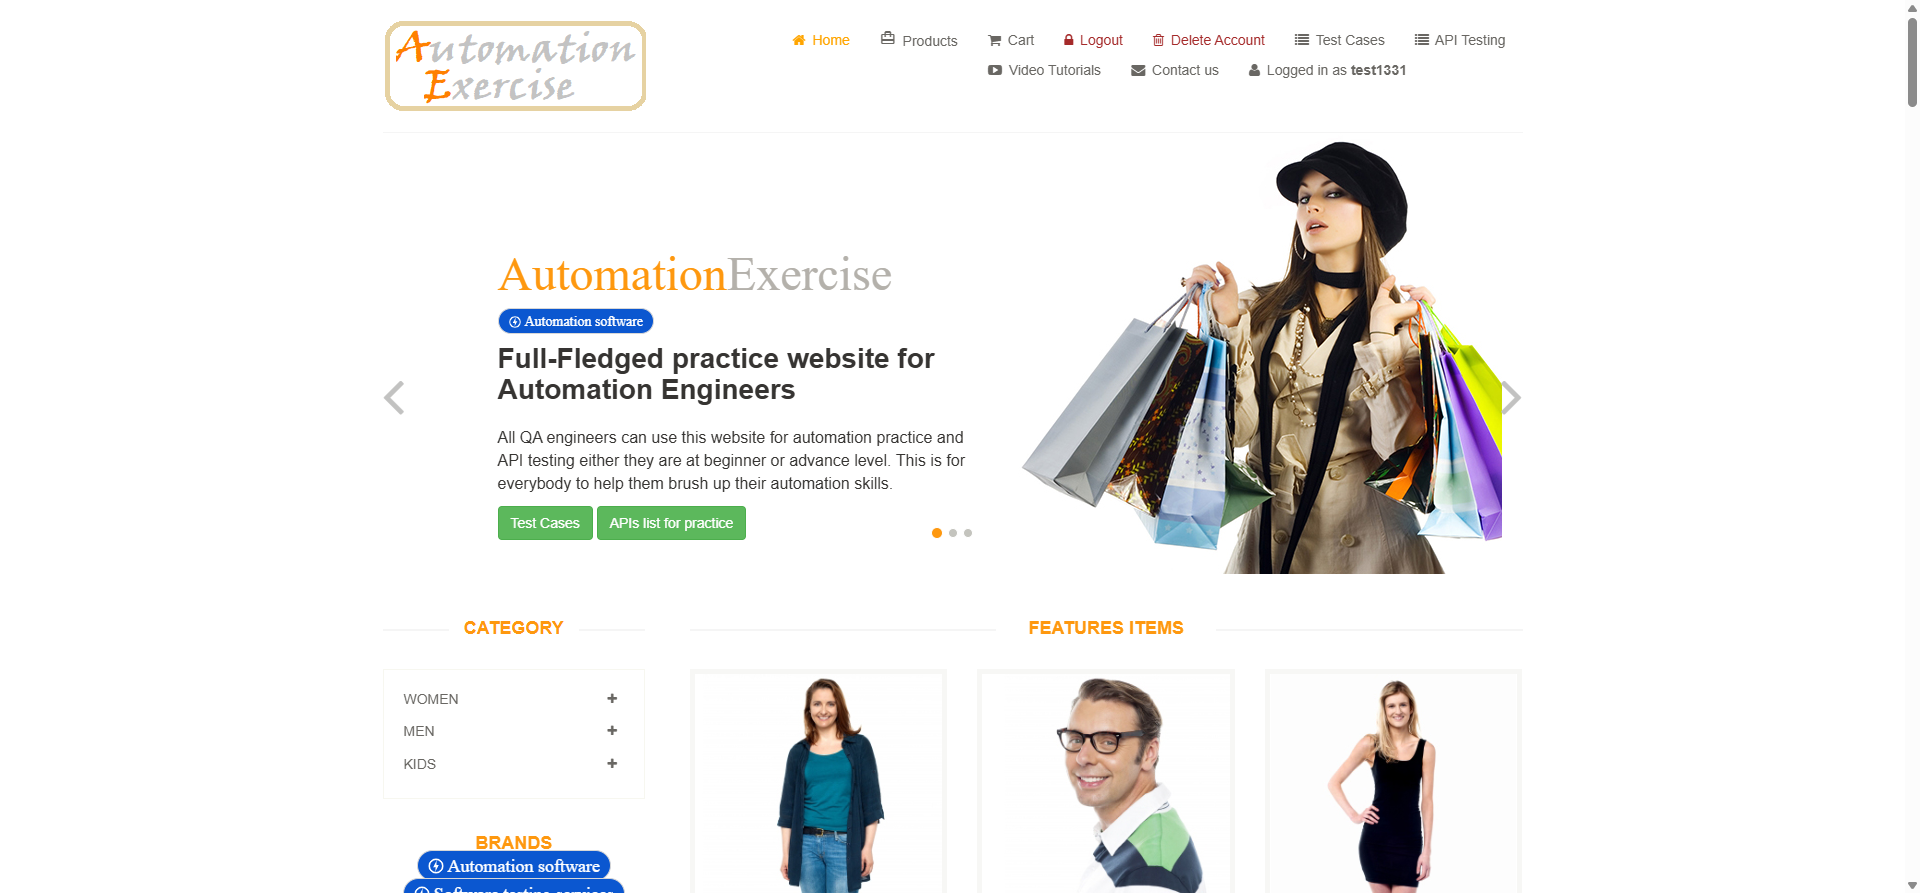 Automation
Exercise
Home
Products
Cart
Logout
Delete Account
Test Cases
API Testing
Video Tutorials
Contact us
Logged in as test1331
AutomationExercise
Automation software
Full-Fledged practice website for
Automation Engineers
All QA engineers can use this website for automation practice and
API testing either they are at beginner or advance level. This is for
everybody to help them brush up their automation skills.
Test Cases
APIs list for practice
CATEGORY
FEATURES ITEMS
WOMEN
MEN
KIDS
BRANDS
Automation software
Software testing services